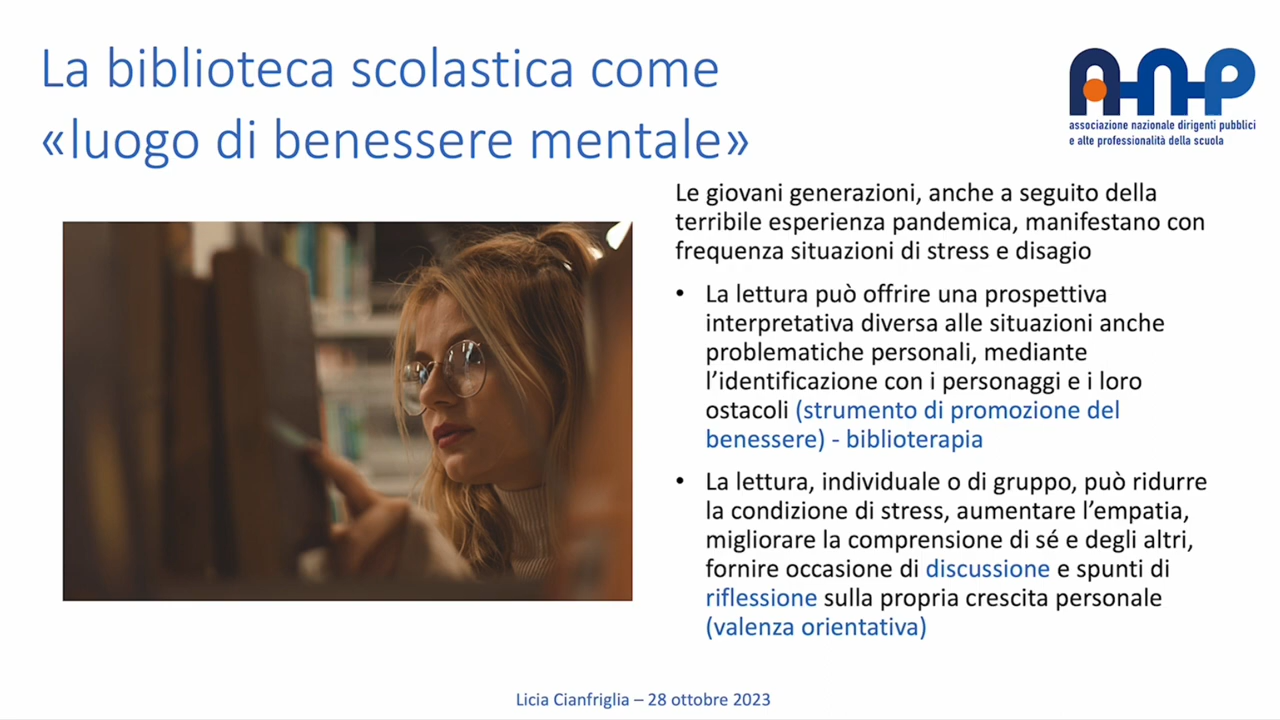 La biblioteca scolastica come
«luogo di benessere mentale»
ANP
associazione nazionale dirigenti pubblici
e alte professionalità della scuola
Le giovani generazioni, anche a seguito della
terribile esperienza pandemica, manifestano con
frequenza situazioni di stress e disagio
• La lettura può offrire una prospettiva
interpretativa diversa alle situazioni anche
problematiche personali, mediante
l’identificazione con i personaggi e i loro
ostacoli (strumento di promozione del
benessere) - biblioterapia
• La lettura, individuale o di gruppo, può ridurre
la condizione di stress, aumentare l’empatia,
migliorare la comprensione di sé e degli altri,
fornire occasione di discussione e spunti di
riflessione sulla propria crescita personale
(valenza orientativa)
Licia Cianfriglia – 28 ottobre 2023